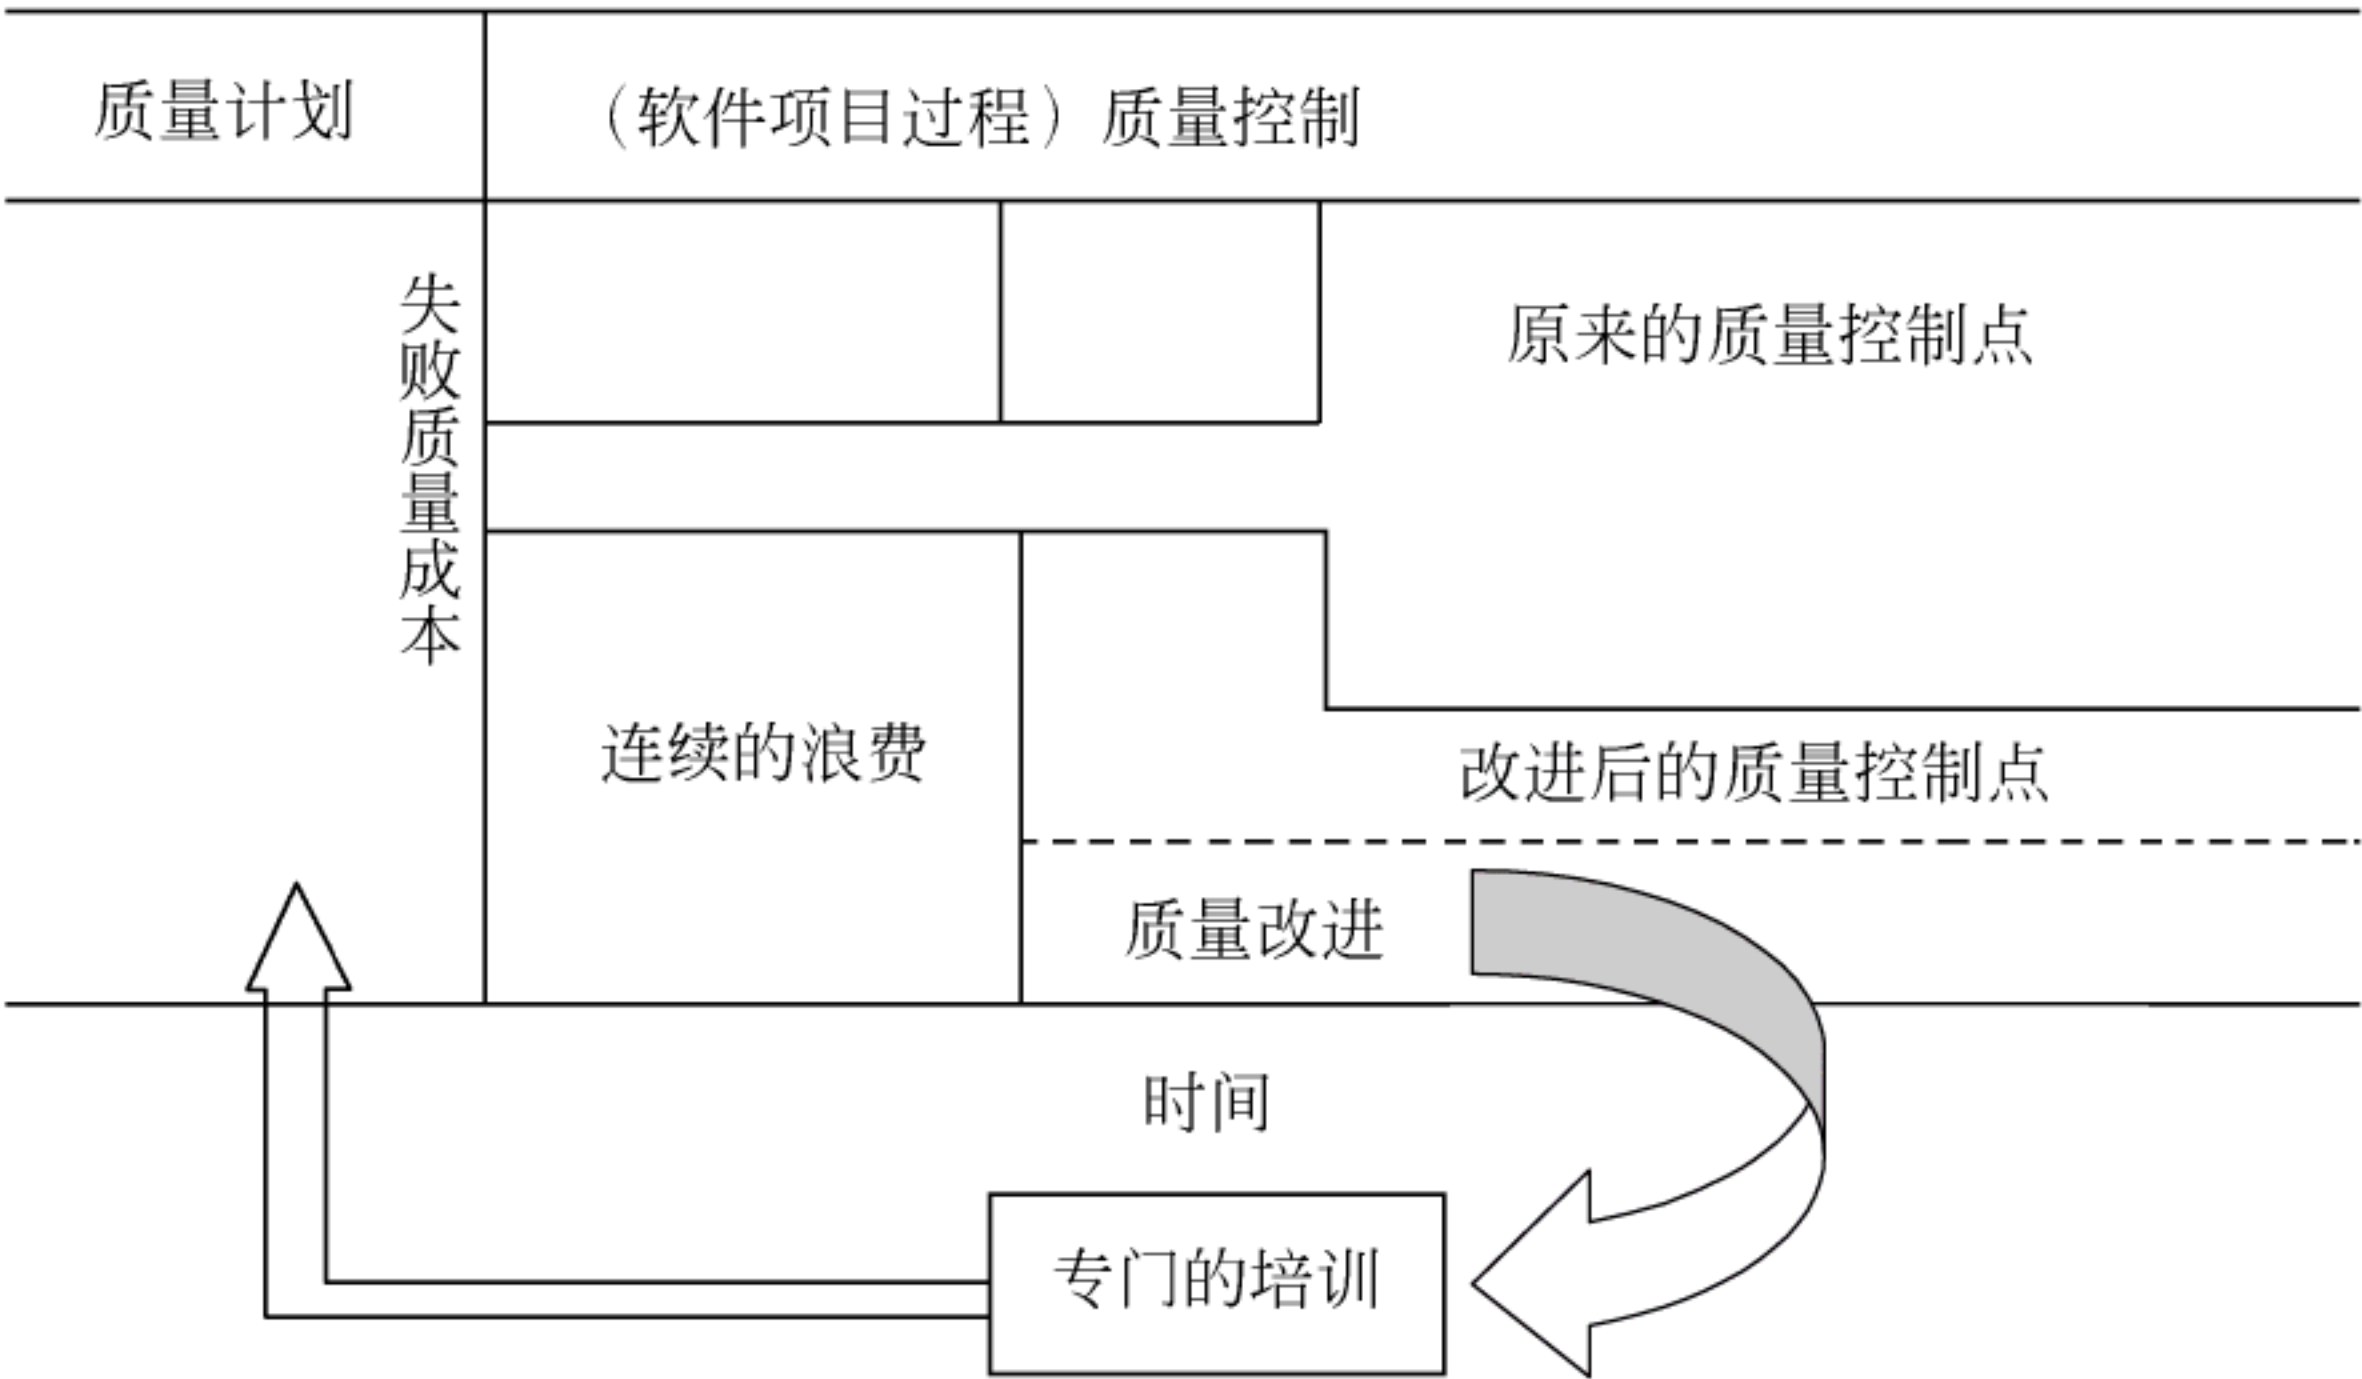 质量计划
（软件项目过程）质量控制
失败质量成本
原来的质量控制点
连续的浪费
改进后的质量控制点
质量改进
时间
专门的培训